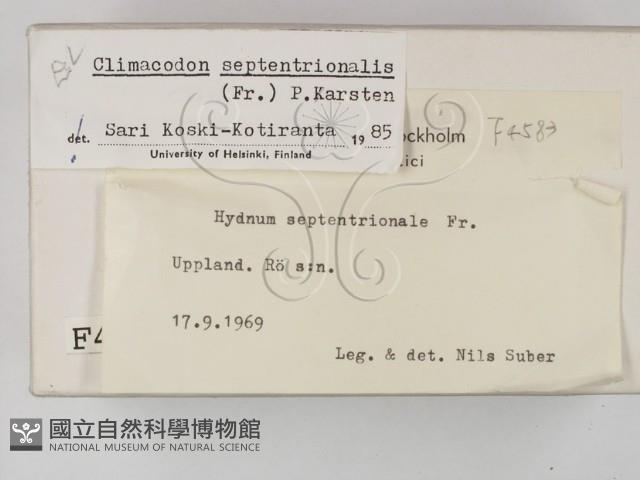 Climacodon septentrionalis
(Fr.) P.Karsten
det. Sari Koski-Kotiranta 1985
University of Helsinki, Finland
ockholm F4583
ici
Hydnum septentrionale Fr.
Uppland. Rö s:n.
17.9.1969
Leg. & det. Nils Suber
F4
國立自然科學博物館
NATIONAL MUSEUM OF NATURAL SCIENCE